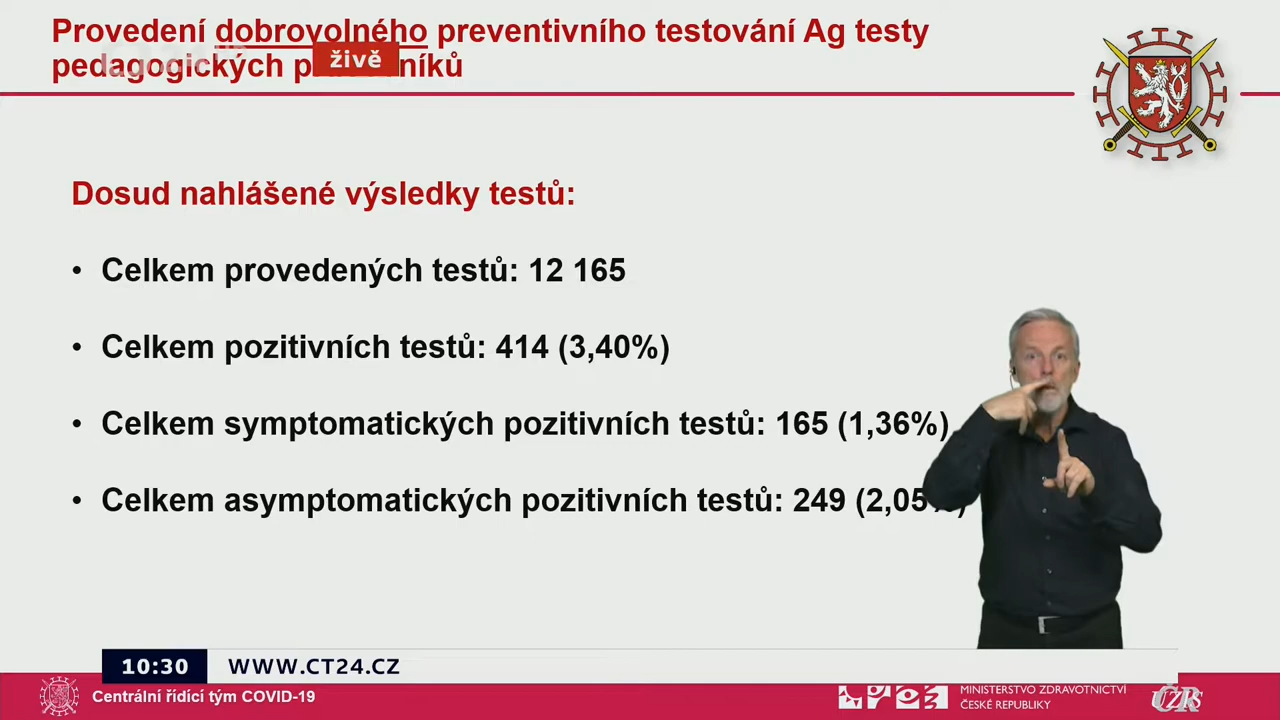 Provedení dobrovolného preventivního testování Ag testy
pedagogických
živě
Dosud nahlášené výsledky testů:
• Celkem provedených testů: 12 165
• Celkem pozitivních testů: 414 (3,40%)
• Celkem symptomatických pozitivních testů: 165 (1,36%)
• Celkem asymptomatických pozitivních testů: 249 (2,05%)
10:30 WWW.CT24.CZ
Centrální řídící tým COVID-19
MINISTERSTVO ZDRAVOTNICTVÍ
ČESKÉ REPUBLIKY